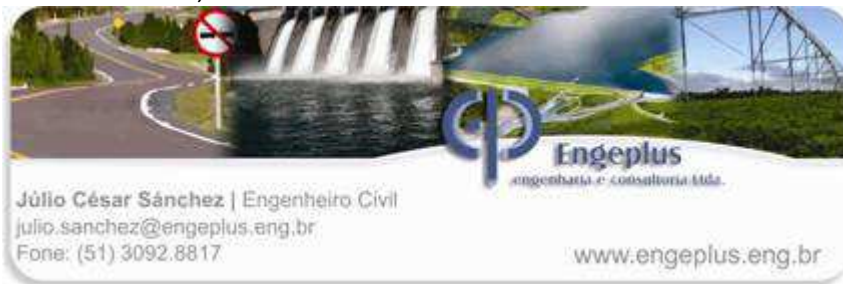 Engeplus
engenharia e consultoria Ltda.
Júlio César Sánchez | Engenheiro Civil
julio.sanchez@engeplus.eng.br
Fone: (51) 3092.8817
www.engeplus.eng.br